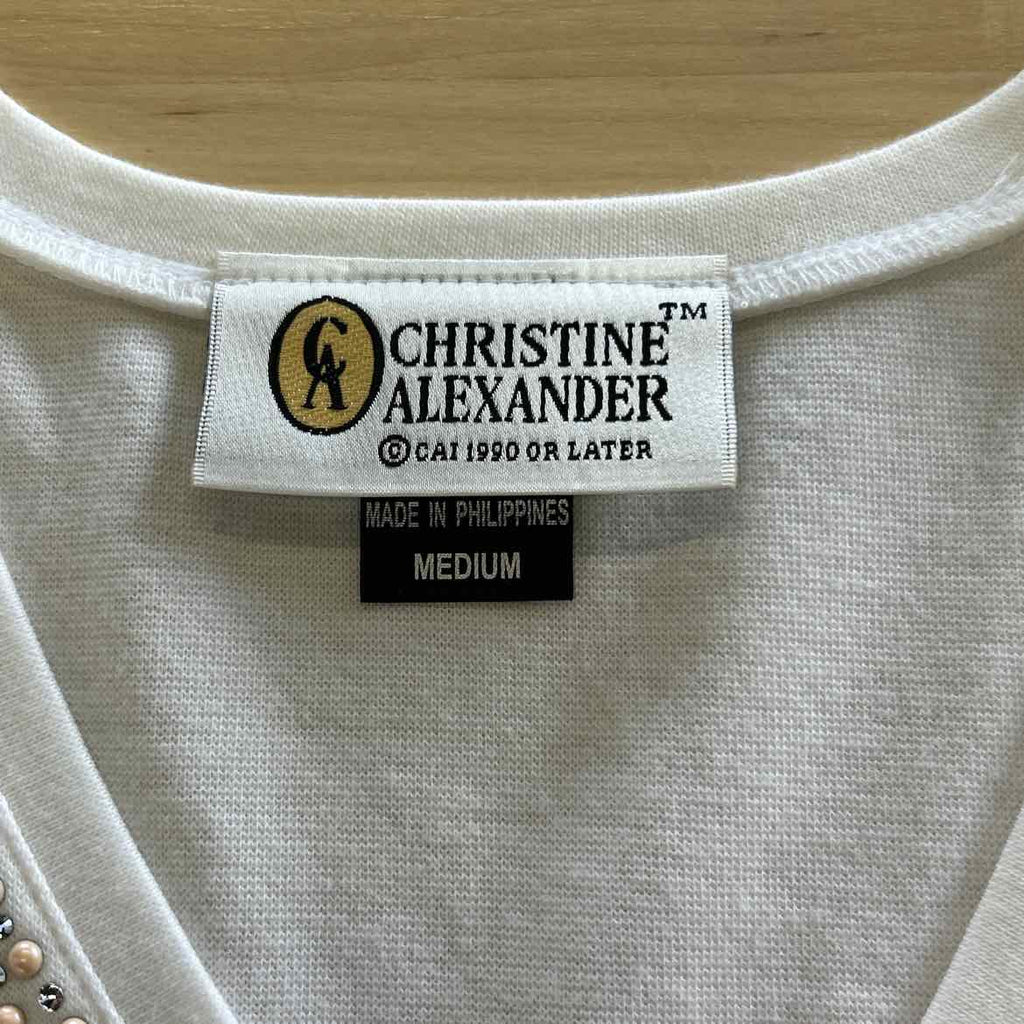 CA
CHRISTINE™
ALEXANDER
©CAI 1990 OR LATER
MADE IN PHILIPPINES
MEDIUM